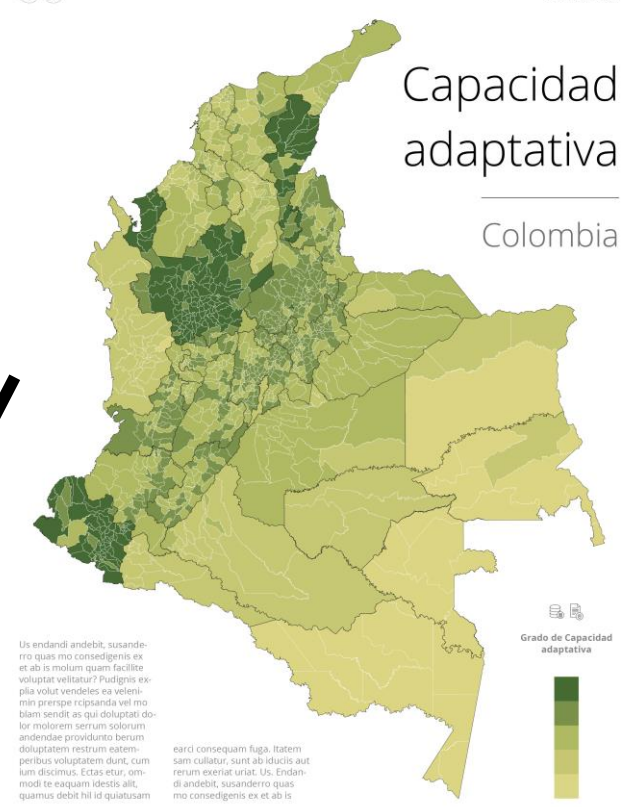 Capacidad
adaptativa
Colombia
Grado de Capacidad
adaptativa
Us endandi andebit, susande-
rro quas mo consedigenis ex
et ab is molum quam facillite
voluptat velitatur? Pudignis ex-
plia volut vendeles ea veleni-
min prerspe rcipsanda vel mo
blam sendit as qui doluptati do-
lor molorem serrum solorum
andendae providunto berum
doluptatem restrum eatem-
peribus voluptatem dunt, cum
ium discimus. Ectas etur, om-
modi te eaquam idestis alit,
quamus debit hil id quiatusam
earci consequam fuga. Itatem
sam cullatur, sunt ab iduciis aut
rerum exeriat uriat. Us. Endan-
di andebit, susanderro quas
mo consedigenis ex et ab is